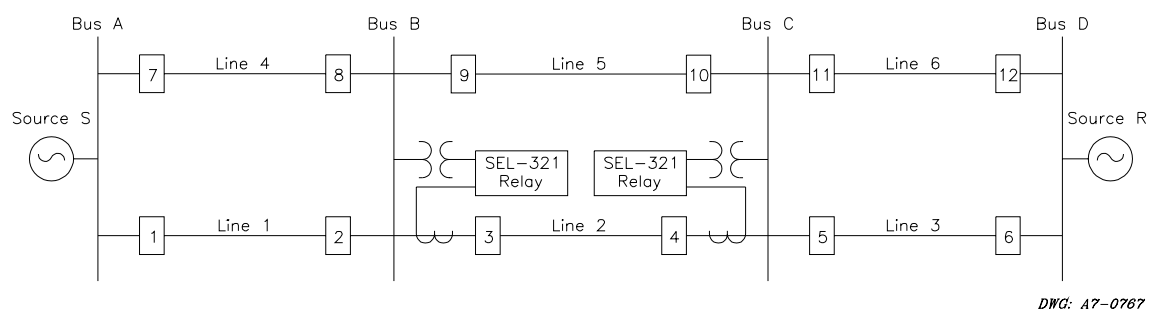 Bus A
Bus B
Bus C
Bus D
7
Line 4
8
9
Line 5
10
11
Line 6
12
Source S
Source R
SEL-321
Relay
SEL-321
Relay
1
Line 1
2
3
Line 2
4
5
Line 3
6
DWG: A7-0767